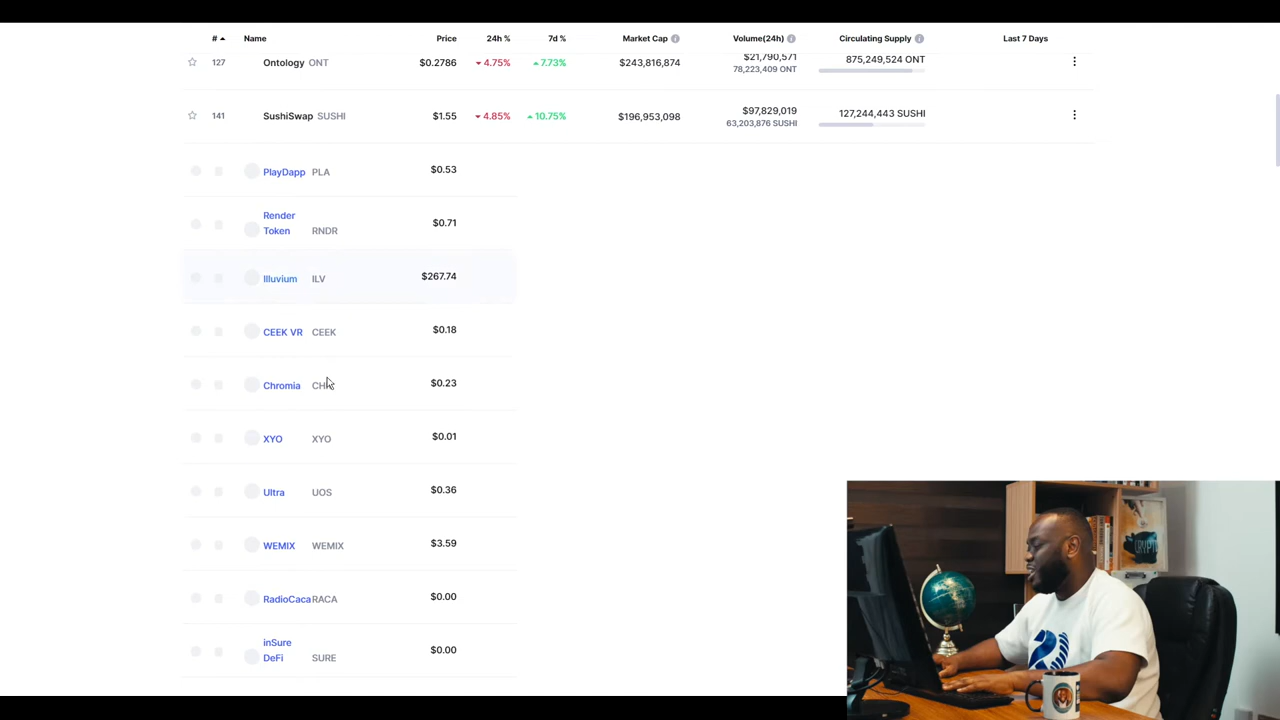 # Name Price 24h % 7d % Market Cap Volume(24h) Circulating Supply Last 7 Days
127 Ontology ONT $0.2786 4.75% 7.73% $243,816,874 $21,790,571 875,249,524 ONT
78,223,409 ONT
141 SushiSwap SUSHI $1.55 4.85% 10.75% $196,953,098 $97,829,019 127,244,443 SUSHI
63,203,876 SUSHI
PlayDapp PLA $0.53
Render
Token RNDR $0.71
Illuvium ILV $267.74
CEEK VR CEEK $0.18
Chromia $0.23
XYO XYO $0.01
Ultra UOS $0.36
WEMIX WEMIX $3.59
RadioCaca RACA $0.00
inSure
DeFi SURE $0.00
CRYPTO